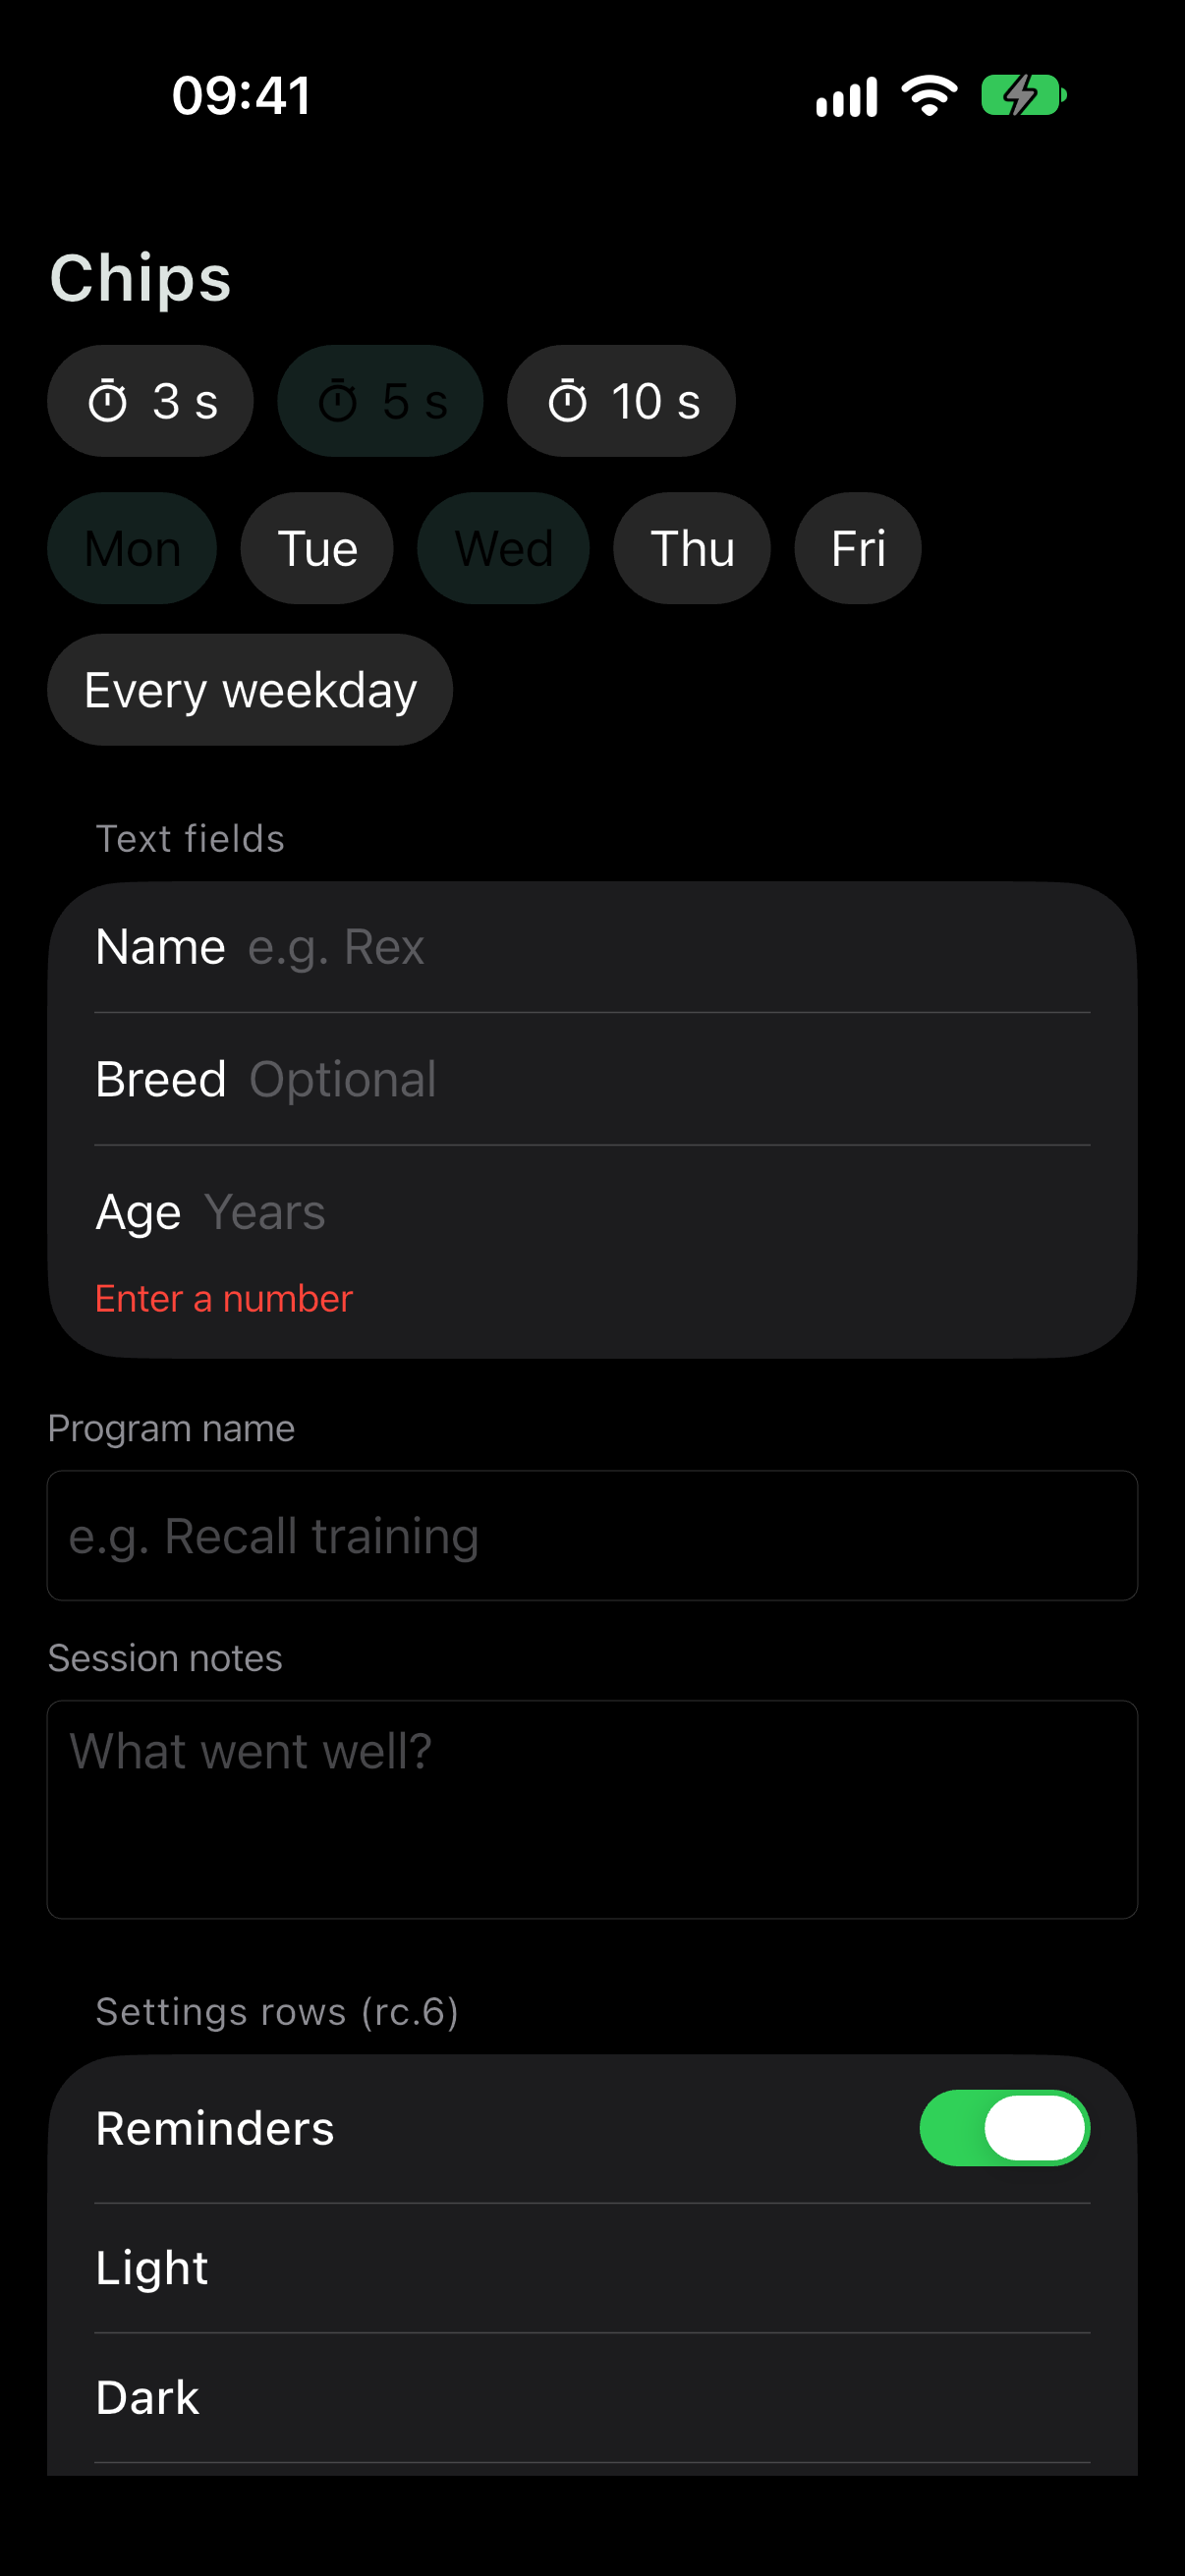 09:41
Chips
3 s 5 s 10 s
Mon Tue Wed Thu Fri
Every weekday
Text fields
Name e.g. Rex
Breed Optional
Age Years
Enter a number
Program name
e.g. Recall training
Session notes
What went well?
Settings rows (rc.6)
Reminders
Light
Dark